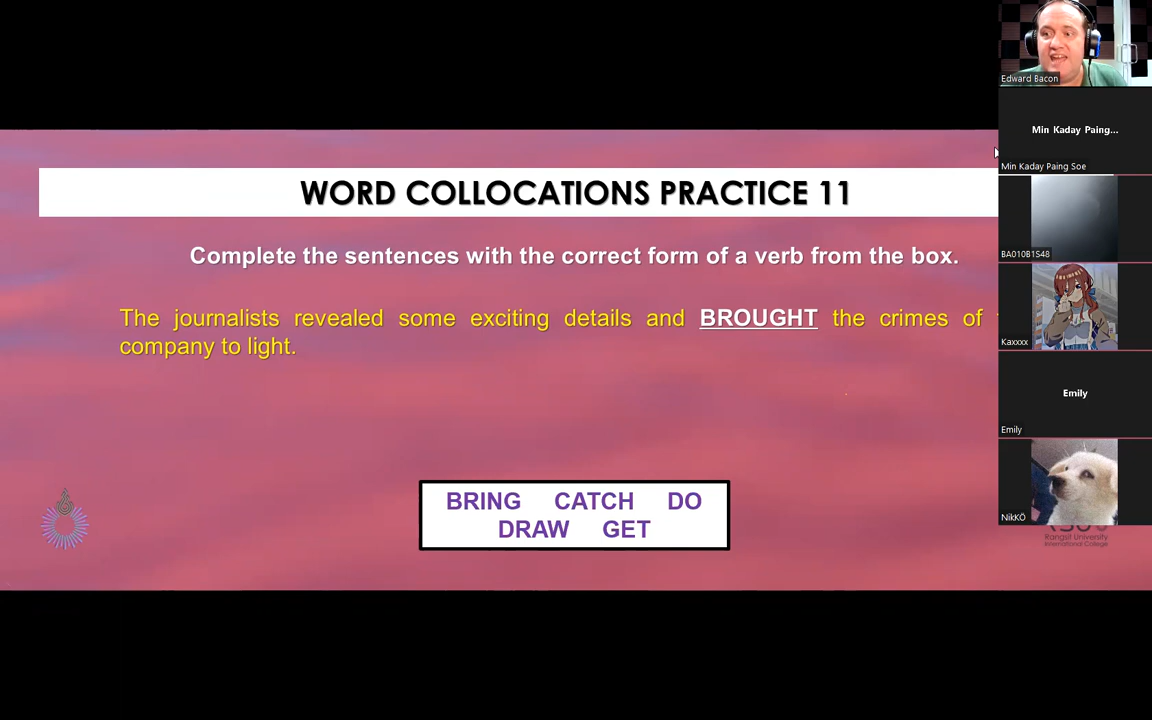 WORD COLLOCATIONS PRACTICE 11
Complete the sentences with the correct form of a verb from the box.
The journalists revealed some exciting details and BROUGHT the crimes of
company to light.
BRING CATCH DO
DRAW GET
Rangsit University
International College
Edward Bacon
Min Kaday Paing...
Min Kaday Paing Soe
BA010B1S48
Kaxxxx
Emily
Emily
NikKÖ